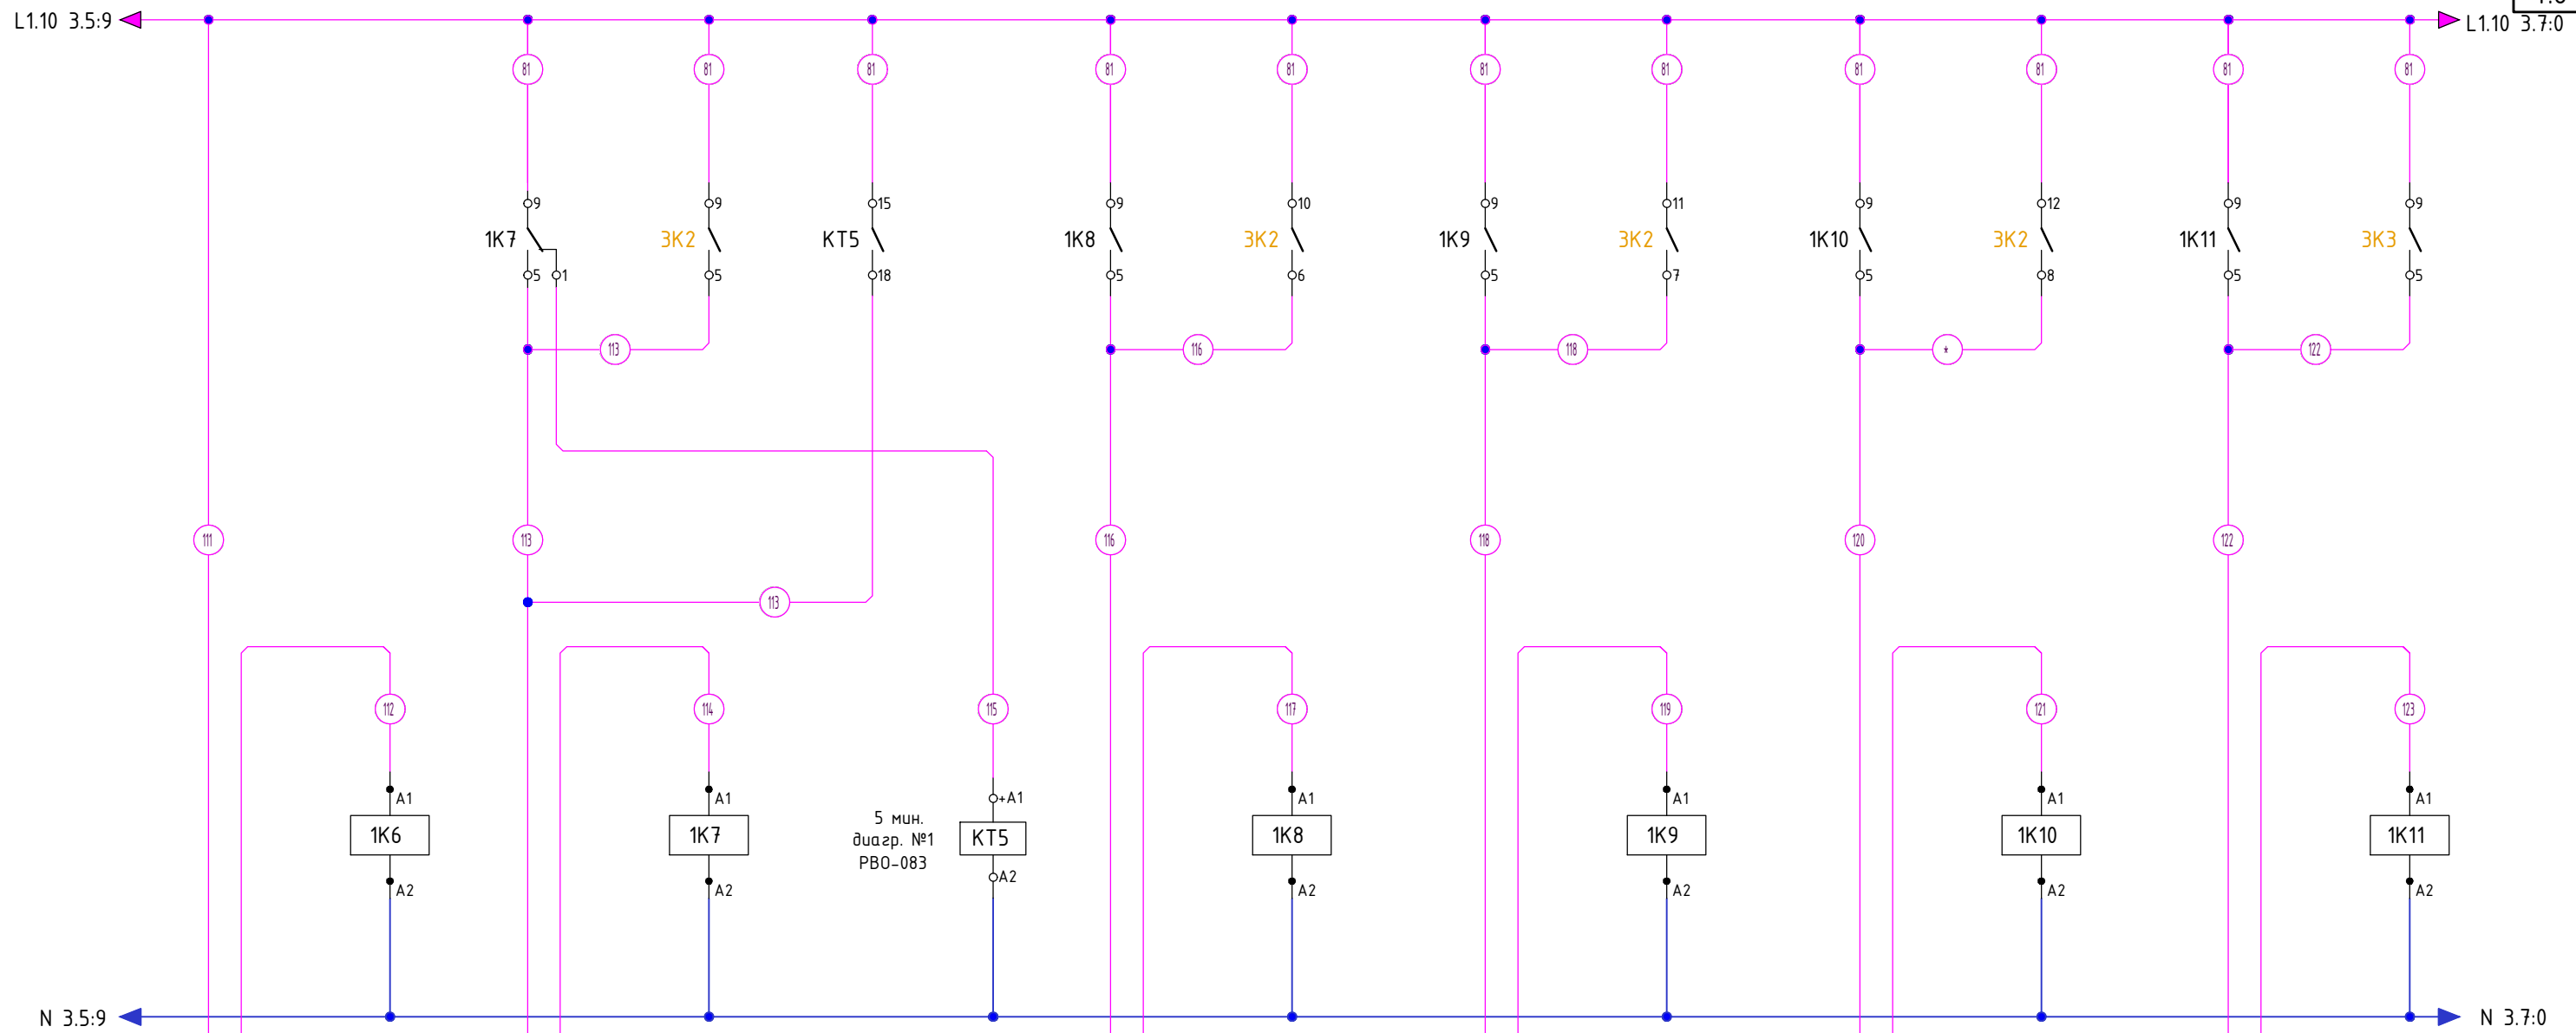 L1.10 3.5:9
L1.10 3.7:0
81 81 81 81 81 81 81 81 81 81 81
9 9 15 9 10 9 11 9 12 9 9
1K7 3K2 KT5 1K8 3K2 1K9 3K2 1K10 3K2 1K11 3K3
5 1 5 18 5 6 5 7 5 8 5 5
113 116 118 * 122
111 113 116 118 120 122
113
112 114 115 117 119 121 123
A1 A1 +A1 A1 A1 A1 A1
5 мин.
диагр. №1
РВО-083
1K6 1K7 KT5 1K8 1K9 1K10 1K11
A2 A2 A2 A2 A2 A2 A2
N 3.5:9
N 3.7:0